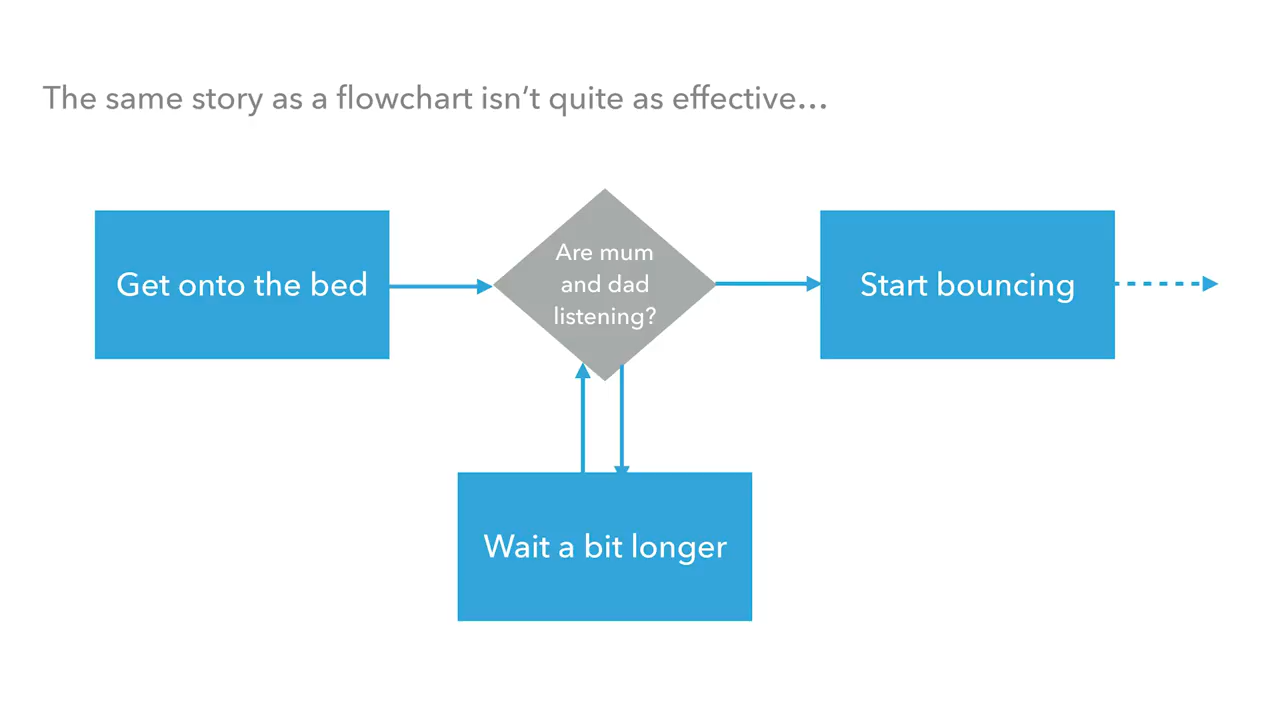 The same story as a flowchart isn’t quite as effective…
Get onto the bed
Are mum
and dad
listening?
Start bouncing
Wait a bit longer